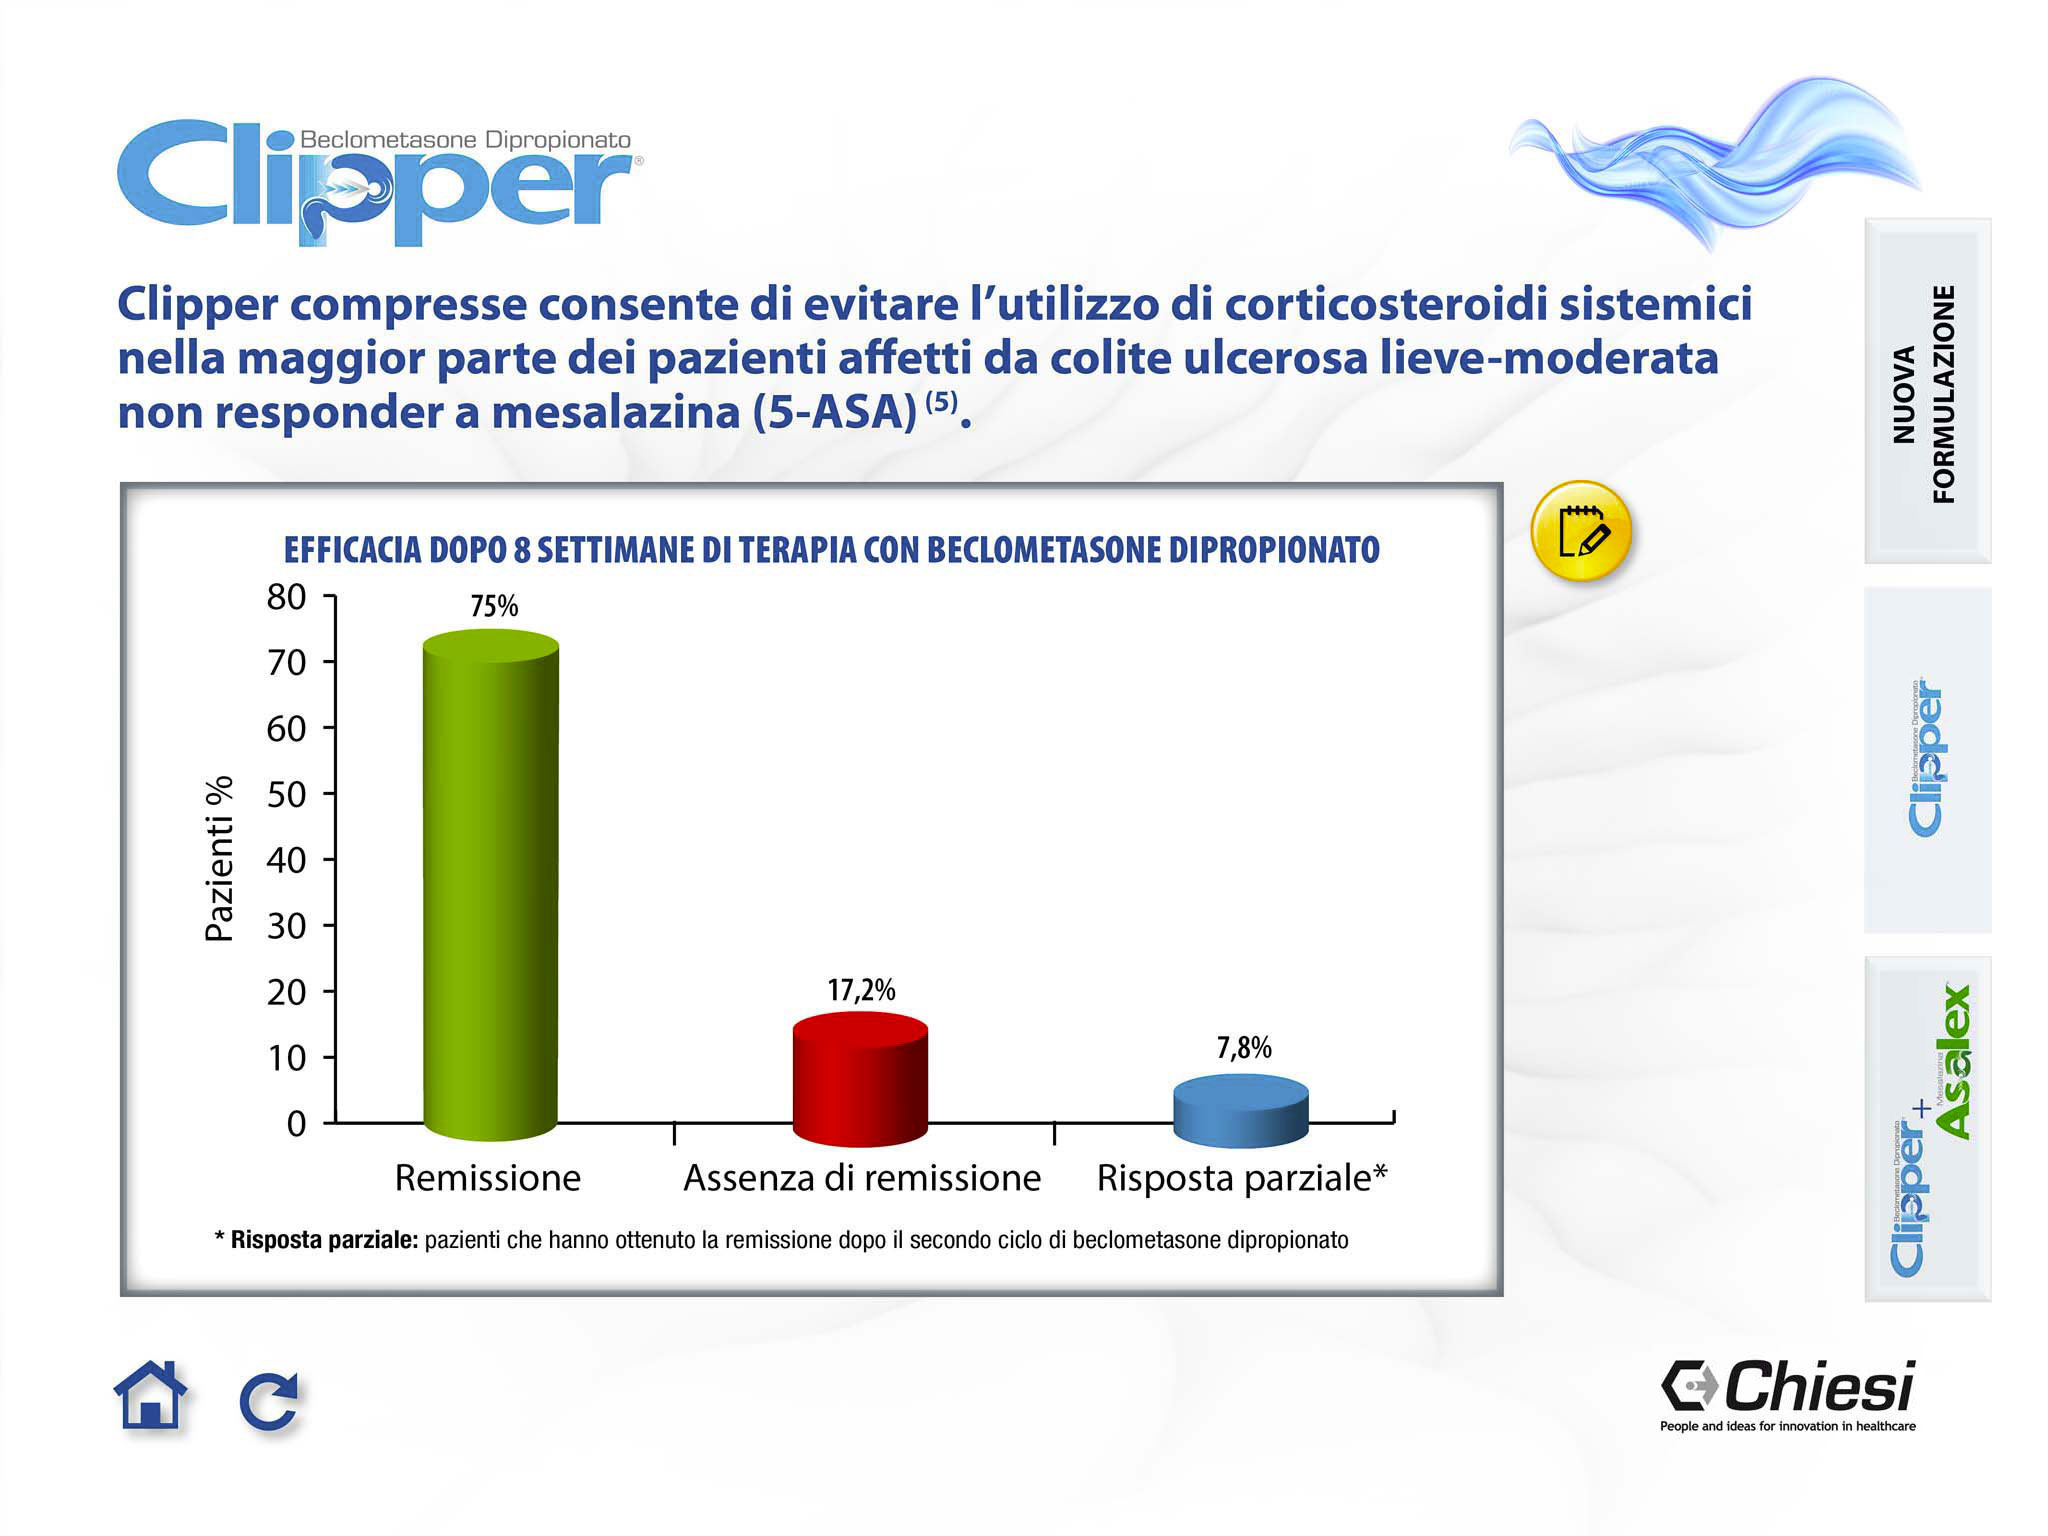 Beclometasone Dipropionato
Clipper®
Clipper compresse consente di evitare l’utilizzo di corticosteroidi sistemici
nella maggior parte dei pazienti affetti da colite ulcerosa lieve-moderata
non responder a mesalazina (5-ASA) (5).
EFFICACIA DOPO 8 SETTIMANE DI TERAPIA CON BECLOMETASONE DIPROPIONATO
Pazienti %
80
70
60
50
40
30
20
10
0
75%
17,2%
7,8%
Remissione
Assenza di remissione
Risposta parziale*
* Risposta parziale: pazienti che hanno ottenuto la remissione dopo il secondo ciclo di beclometasone dipropionato
NUOVA
FORMULAZIONE
Beclometasone Dipropionato
Clipper
Beclometasone Dipropionato
Clipper +
Mesalazina
Asalex
Chiesi
People and ideas for innovation in healthcare